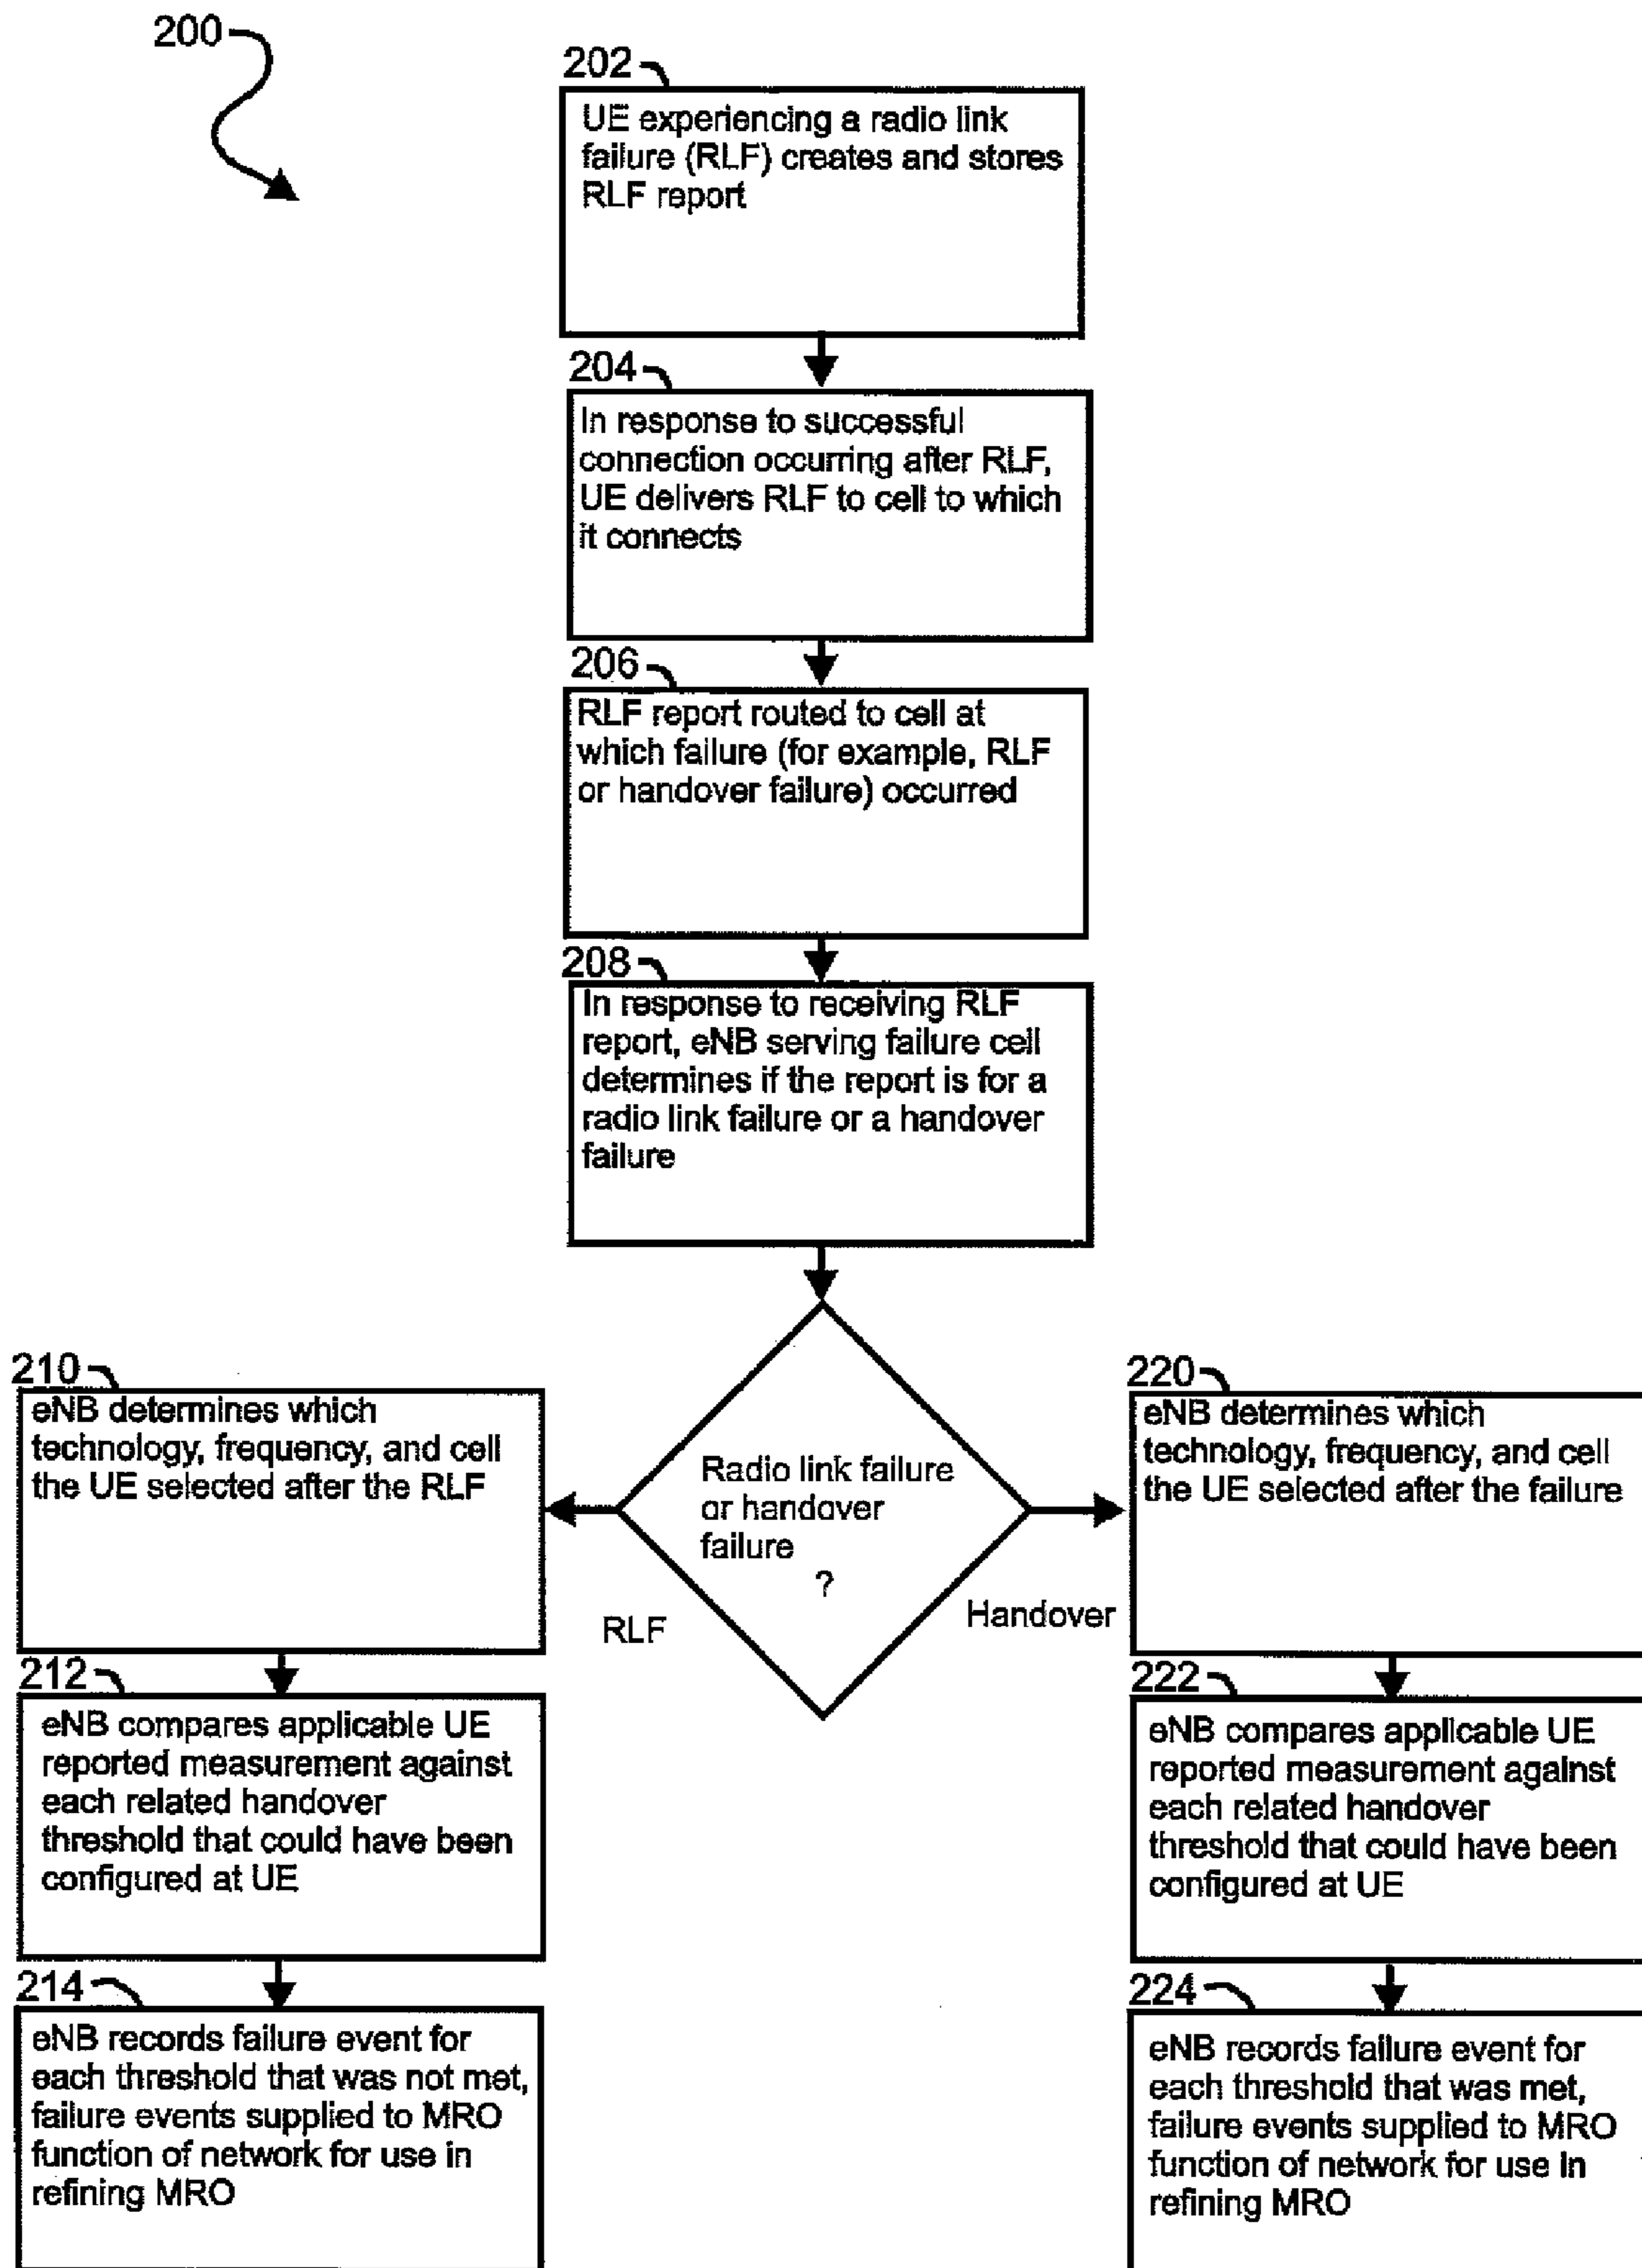 200
202
UE experiencing a radio link
failure (RLF) creates and stores
RLF report
204
In response to successful
connection occurring after RLF,
UE delivers RLF to cell to which
it connects
206
RLF report routed to cell at
which failure (for example, RLF
or handover failure) occurred
208
In response to receiving RLF
report, eNB serving failure cell
determines if the report is for a
radio link failure or a handover
failure
Radio link failure
or handover
failure
?
RLF
Handover
210
eNB determines which
technology, frequency, and cell
the UE selected after the RLF
212
eNB compares applicable UE
reported measurement against
each related handover
threshold that could have been
configured at UE
214
eNB records failure event for
each threshold that was not met,
failure events supplied to MRO
function of network for use in
refining MRO
220
eNB determines which
technology, frequency, and cell
the UE selected after the failure
222
eNB compares applicable UE
reported measurement against
each related handover
threshold that could have been
configured at UE
224
eNB records failure event for
each threshold that was met,
failure events supplied to MRO
function of network for use in
refining MRO